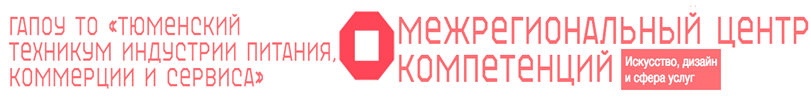 ГАПОУ ТО «ТЮМЕНСКИЙ
ТЕХНИКУМ ИНДУСТРИИ ПИТАНИЯ,
КОММЕРЦИИ И СЕРВИСА»
МЕЖРЕГИОНАЛЬНЫЙ ЦЕНТР
КОМПЕТЕНЦИЙ
Искусство, дизайн
и сфера услуг